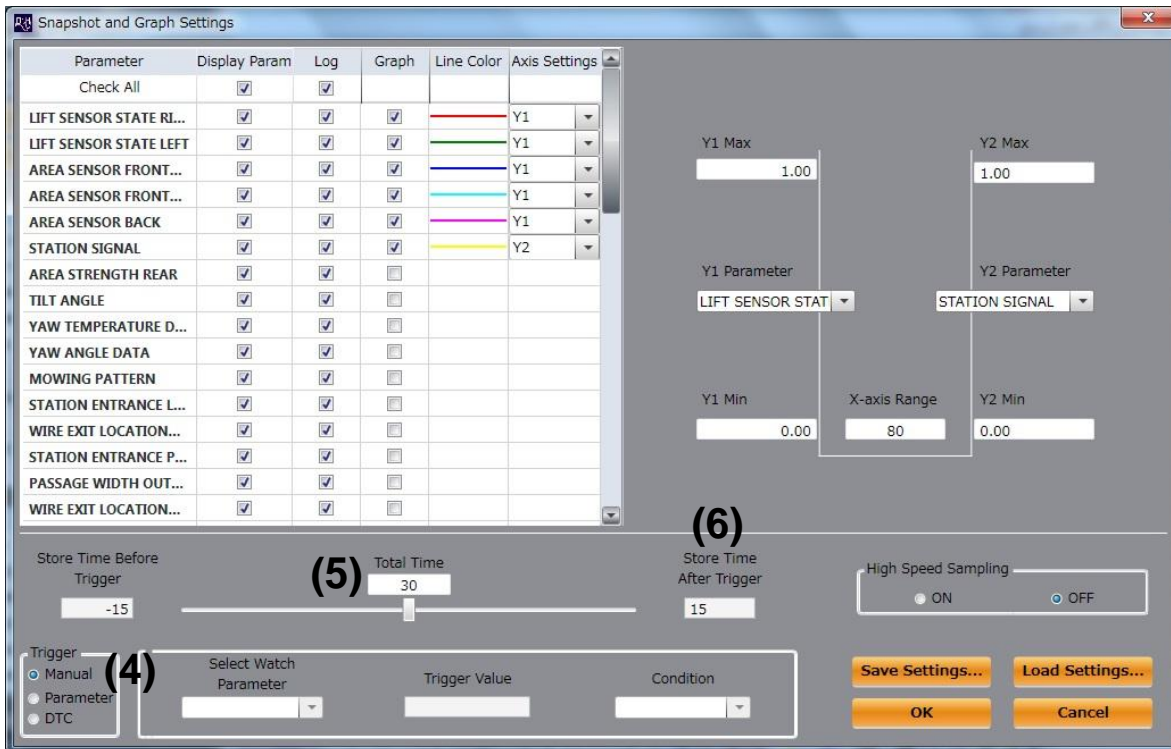 Snapshot and Graph Settings
Parameter Display Param Log Graph Line Color Axis Settings
Check All
LIFT SENSOR STATE RI... Y1
LIFT SENSOR STATE LEFT Y1
AREA SENSOR FRONT... Y1
AREA SENSOR FRONT... Y1
AREA SENSOR BACK Y1
STATION SIGNAL Y2
AREA STRENGTH REAR
TILT ANGLE
YAW TEMPERATURE D...
YAW ANGLE DATA
MOWING PATTERN
STATION ENTRANCE L...
WIRE EXIT LOCATION...
STATION ENTRANCE P...
PASSAGE WIDTH OUT...
WIRE EXIT LOCATION...
Y1 Max Y2 Max
1.00 1.00
Y1 Parameter Y2 Parameter
LIFT SENSOR STAT STATION SIGNAL
Y1 Min X-axis Range Y2 Min
0.00 80 0.00
Store Time Before
Trigger
-15
(5)
Total Time
30
(6)
Store Time
After Trigger
15
High Speed Sampling
ON OFF
Trigger
Manual
Parameter
DTC
(4)
Select Watch
Parameter
Trigger Value
Condition
Save Settings... Load Settings...
OK Cancel